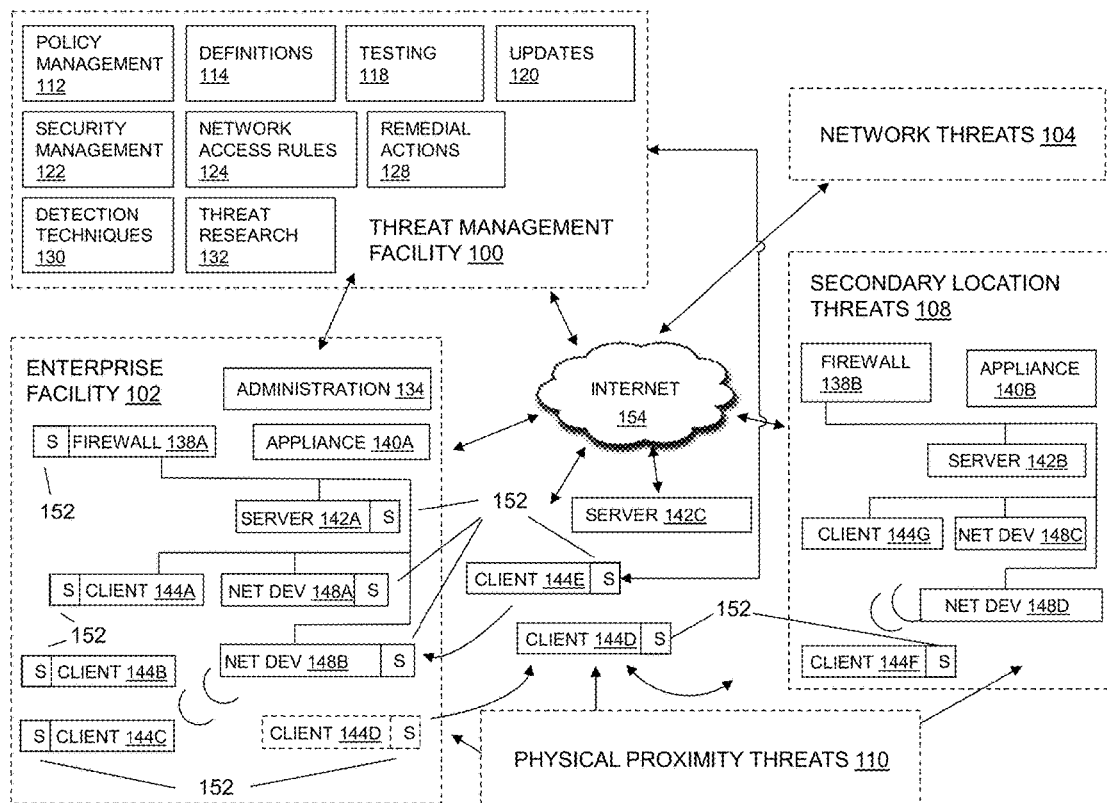 POLICY
MANAGEMENT
112
DEFINITIONS
114
TESTING
118
UPDATES
120
SECURITY
MANAGEMENT
122
NETWORK
ACCESS RULES
124
REMEDIAL
ACTIONS
128
DETECTION
TECHNIQUES
130
THREAT
RESEARCH
132
THREAT MANAGEMENT
FACILITY 100
NETWORK THREATS 104
SECONDARY LOCATION
THREATS 108
FIREWALL
138B
APPLIANCE
140B
SERVER 142B
CLIENT 144G
NET DEV 148C
NET DEV 148D
CLIENT 144F S
ENTERPRISE
FACILITY 102
ADMINISTRATION 134
S FIREWALL 138A
APPLIANCE 140A
152
SERVER 142A S
S CLIENT 144A
NET DEV 148A S
152
S CLIENT 144B
NET DEV 148B S
S CLIENT 144C
CLIENT 144D S
152
INTERNET
154
152
SERVER 142C
CLIENT 144E S
152
CLIENT 144D S
PHYSICAL PROXIMITY THREATS 110